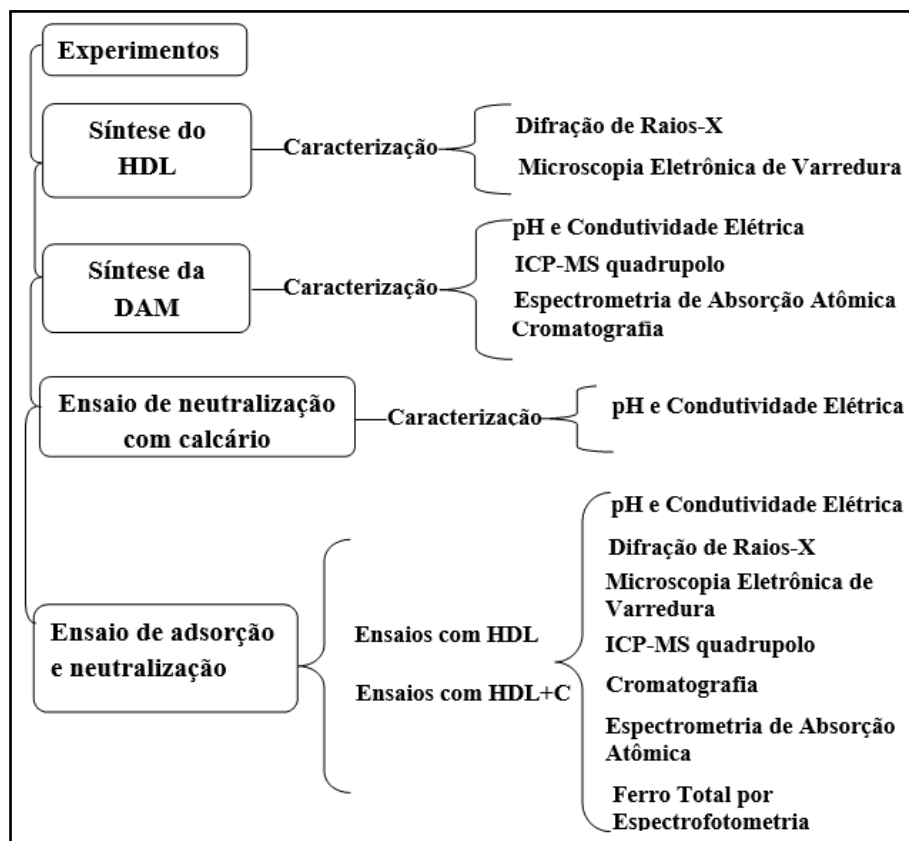 Experimentos
Síntese do
HDL
Caracterização
Difração de Raios-X
Microscopia Eletrônica de Varredura
Síntese da
DAM
Caracterização
pH e Condutividade Elétrica
ICP-MS quadrupolo
Espectrometria de Absorção Atômica
Cromatografia
Ensaio de neutralização
com calcário
Caracterização
pH e Condutividade Elétrica
Ensaio de adsorção
e neutralização
Ensaios com HDL
Ensaios com HDL+C
pH e Condutividade Elétrica
Difração de Raios-X
Microscopia Eletrônica de
Varredura
ICP-MS quadrupolo
Cromatografia
Espectrometria de Absorção
Atômica
Ferro Total por
Espectrofotometria